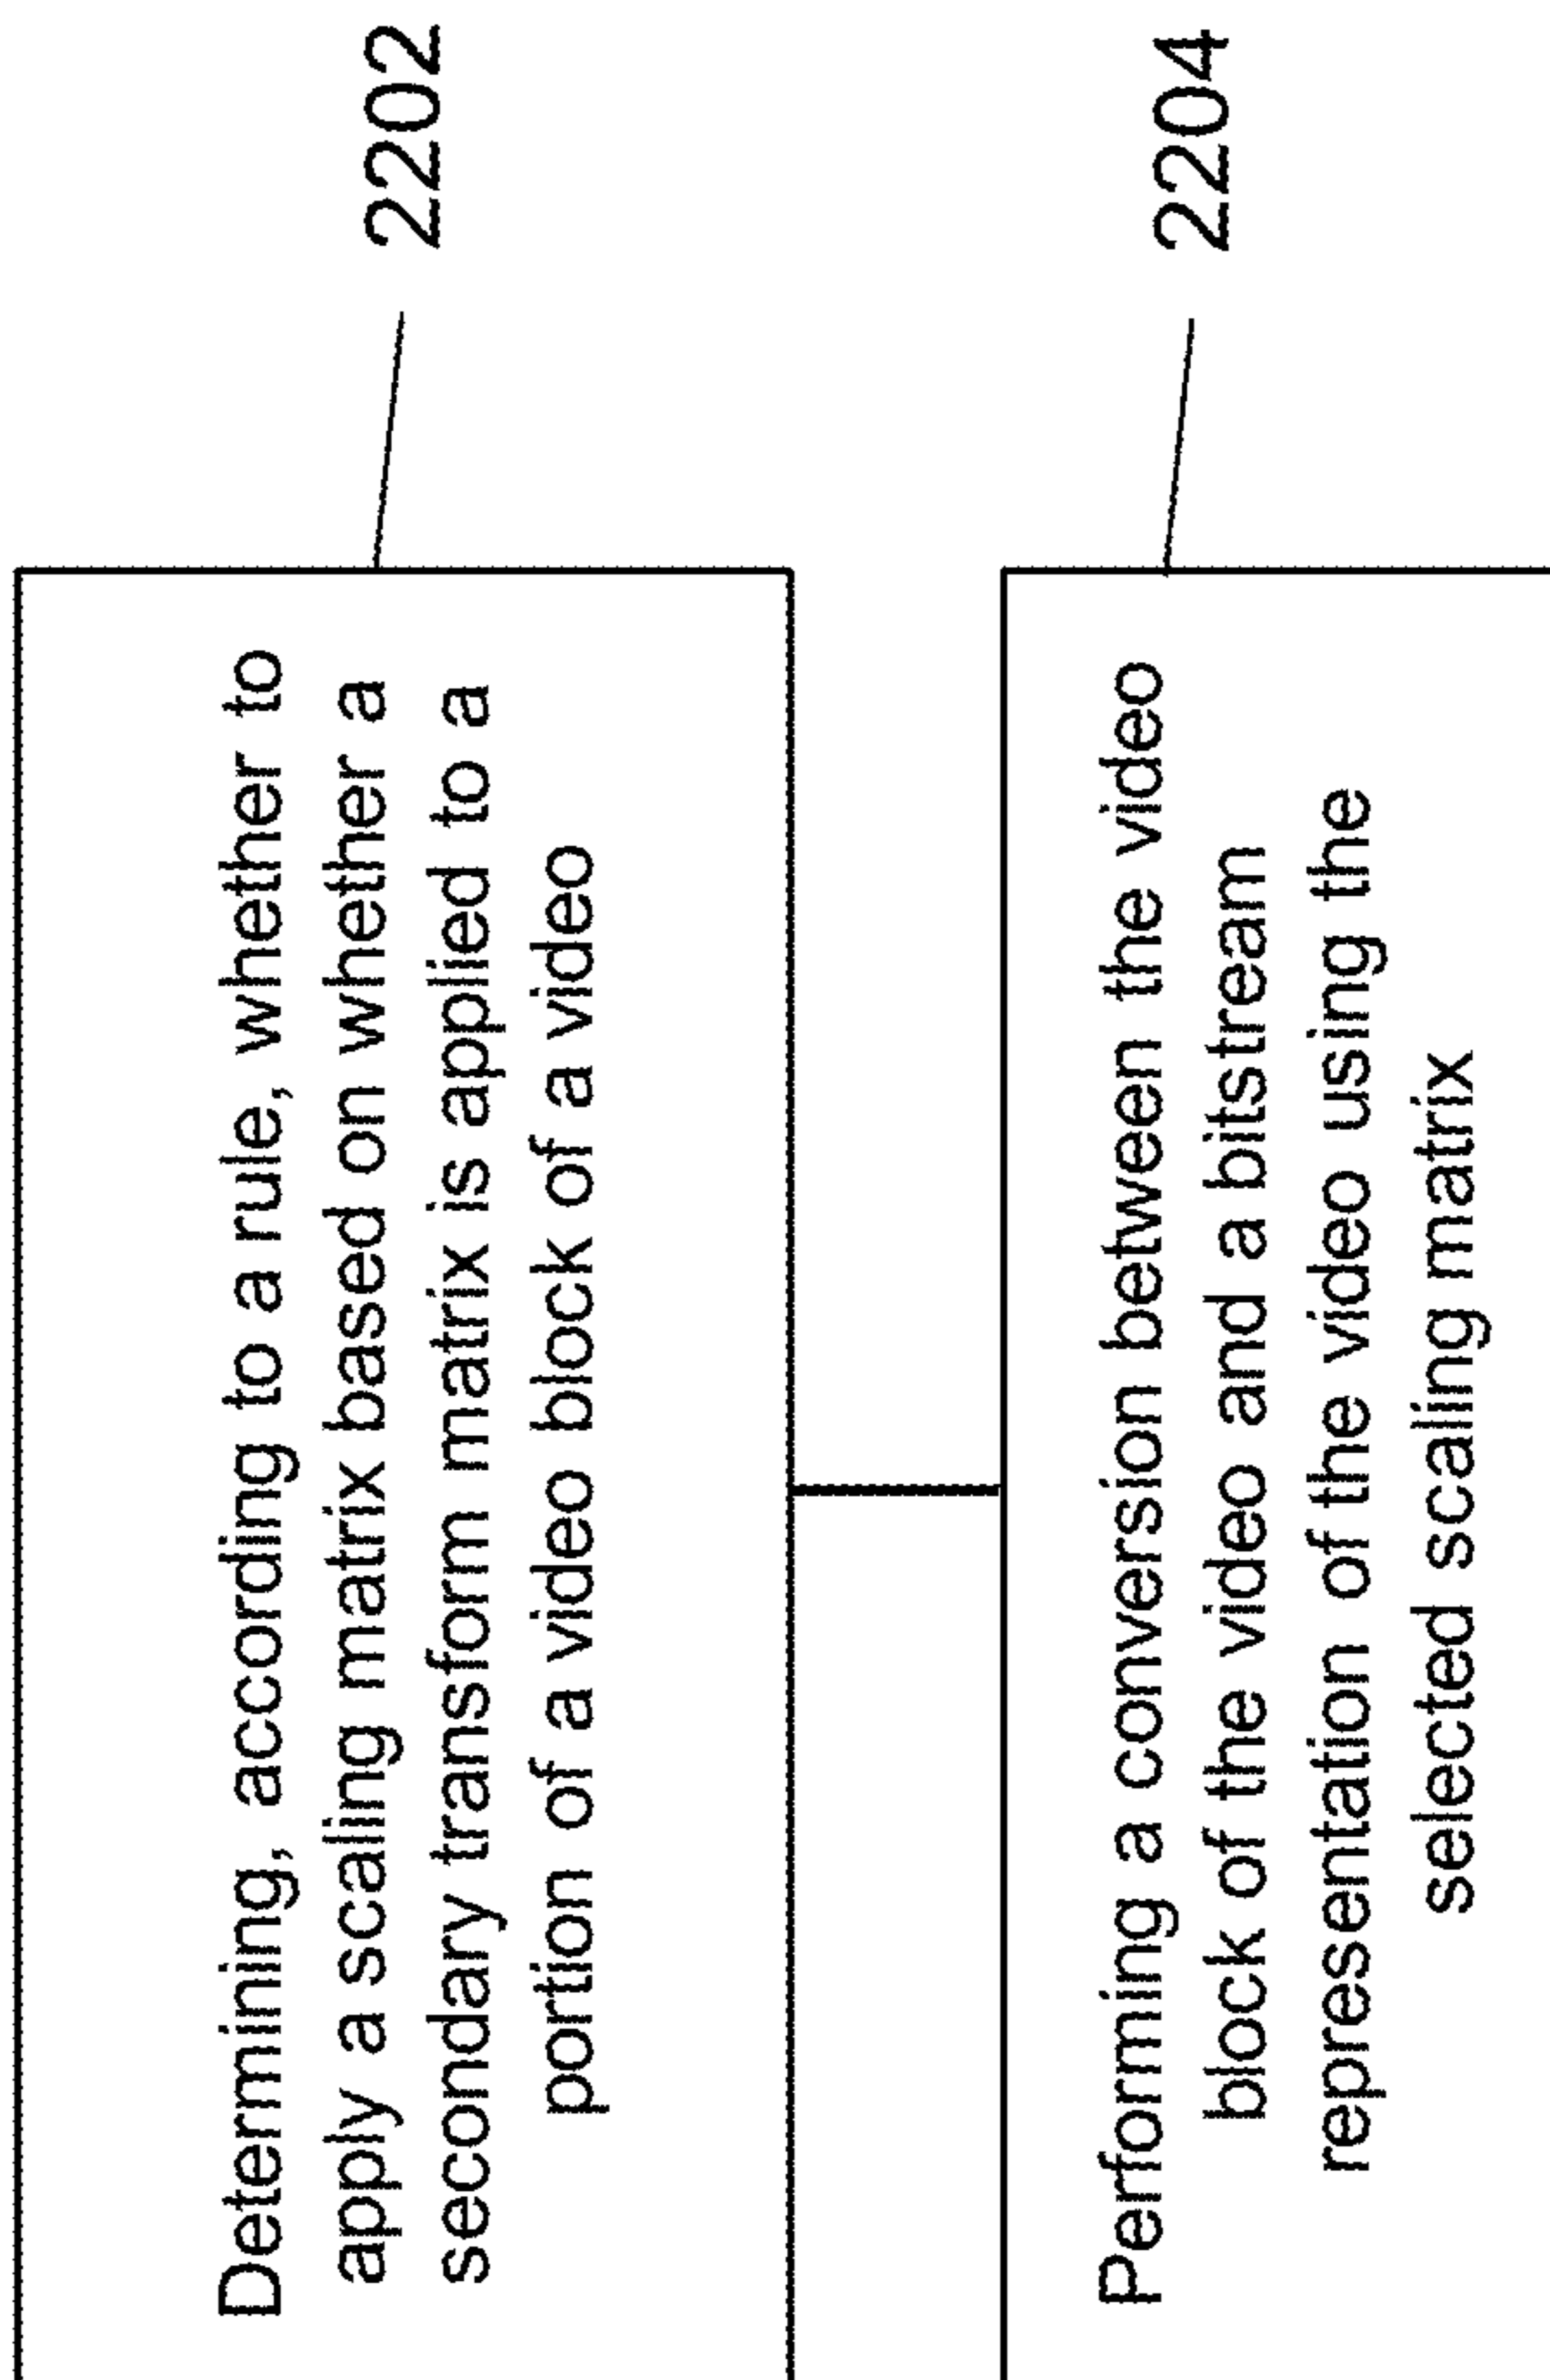 Determining, according to a rule, whether to
apply a scaling matrix based on whether a
secondary transform matrix is applied to a
portion of a video block of a video
2202
Performing a conversion between the video
block of the video and a bitstream
representation of the video using the
selected scaling matrix
2204